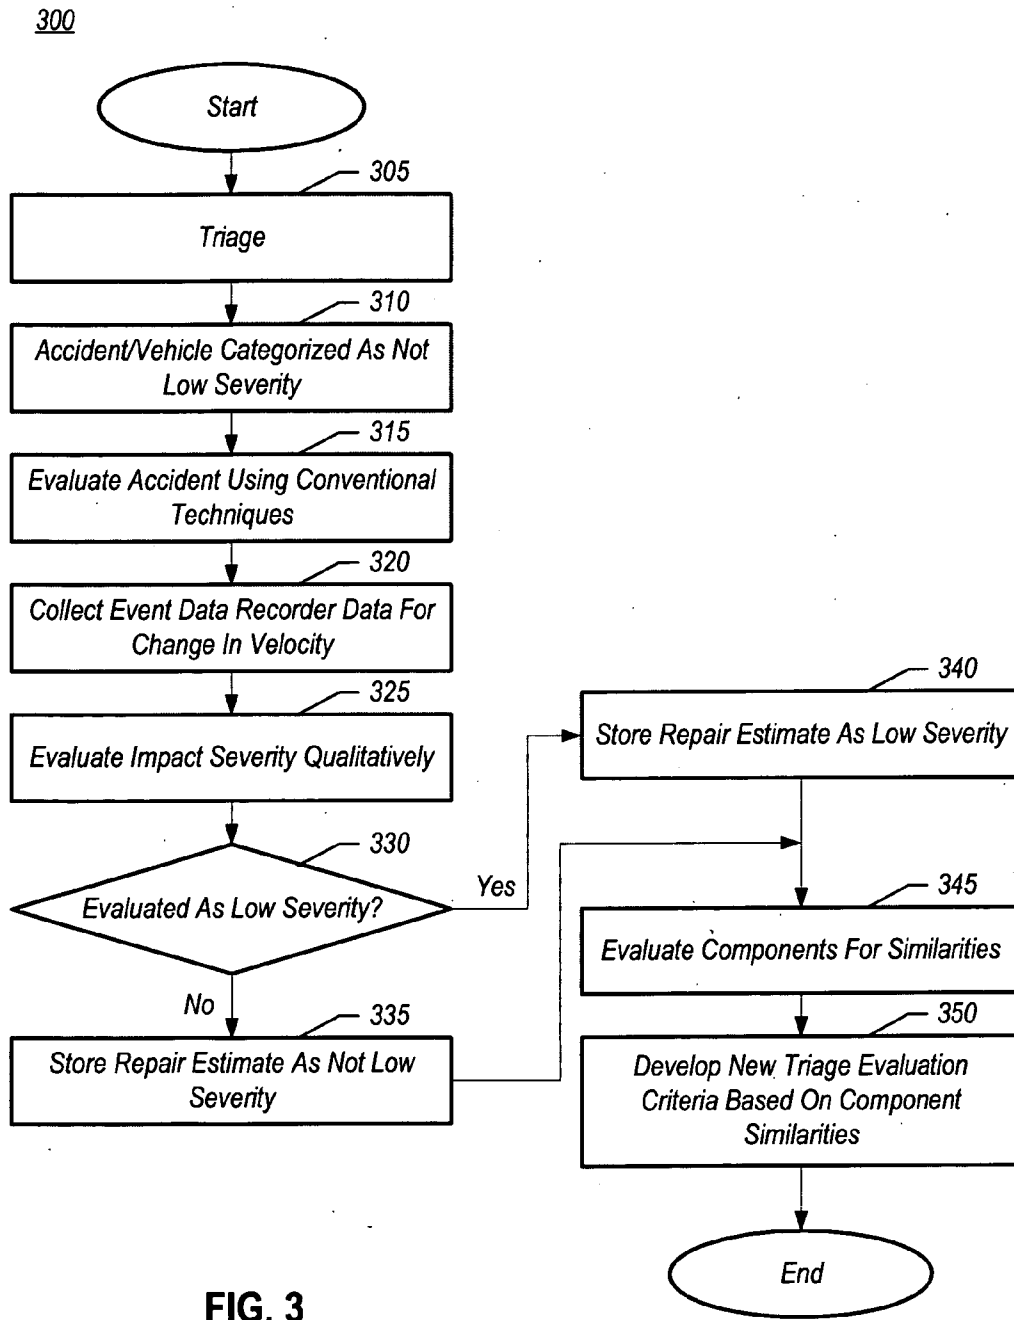 300
Start
305
Triage
310
Accident/Vehicle Categorized As Not
Low Severity
315
Evaluate Accident Using Conventional
Techniques
320
Collect Event Data Recorder Data For
Change In Velocity
325
Evaluate Impact Severity Qualitatively
330
Evaluated As Low Severity?
Yes
No
335
Store Repair Estimate As Not Low
Severity
340
Store Repair Estimate As Low Severity
345
Evaluate Components For Similarities
350
Develop New Triage Evaluation
Criteria Based On Component
Similarities
End
FIG. 3